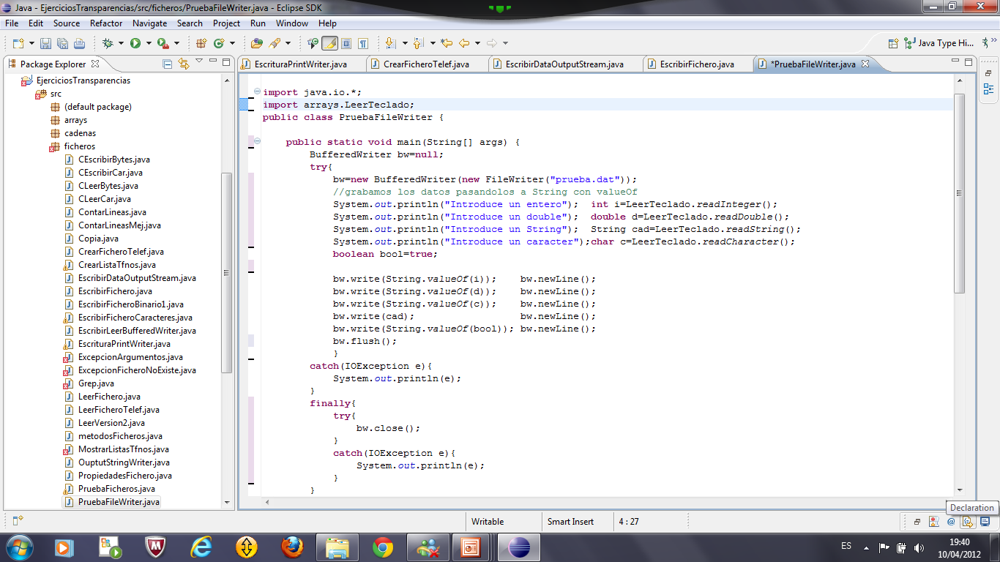 Java - EjerciciosTransparencias/src/ficheros/PruebaFileWriter.java - Eclipse SDK
File Edit Source Refactor Navigate Search Project Run Window Help
Java Type Hi...
Package Explorer
EscrituraPrintWriter.java
CrearFicheroTelef.java
EscribirDataOutputStream.java
EscribirFichero.java
*PruebaFileWriter.java
EjerciciosTransparencias
src
(default package)
arrays
cadenas
ficheros
CEscribirBytes.java
CEscribirCar.java
CLeerBytes.java
CLeerCar.java
ContarLineas.java
ContarLineasMej.java
Copia.java
CrearFicheroTelef.java
CrearListaTfnos.java
EscribirDataOutputStream.java
EscribirFichero.java
EscribirFicheroBinario1.java
EscribirFicheroCaracteres.java
EscribirLeerBufferedWriter.java
EscrituraPrintWriter.java
ExcepcionArgumentos.java
ExcepcionFicheroNoExiste.java
Grep.java
LeerFichero.java
LeerFicheroTelef.java
LeerVersion2.java
metodosFicheros.java
MostrarListasTfnos.java
OuptutStringWriter.java
PropiedadesFichero.java
PruebaFicheros.java
PruebaFileWriter.java
import java.io.*;
import arrays.LeerTeclado;
public class PruebaFileWriter {
public static void main(String[] args) {
BufferedWriter bw=null;
try{
bw=new BufferedWriter(new FileWriter("prueba.dat"));
//grabamos los datos pasandolos a String con valueOf
System.out.println("Introduce un entero"); int i=LeerTeclado.readInteger();
System.out.println("Introduce un double"); double d=LeerTeclado.readDouble();
System.out.println("Introduce un String"); String cad=LeerTeclado.readString();
System.out.println("Introduce un caracter");char c=LeerTeclado.readCharacter();
boolean bool=true;
bw.write(String.valueOf(i)); bw.newLine();
bw.write(String.valueOf(d)); bw.newLine();
bw.write(String.valueOf(c)); bw.newLine();
bw.write(cad); bw.newLine();
bw.write(String.valueOf(bool)); bw.newLine();
bw.flush();
}
catch(IOException e){
System.out.println(e);
}
finally{
try{
bw.close();
}
catch(IOException e){
System.out.println(e);
}
}
Declaration
Writable
Smart Insert
4 : 27
ES
19:40
10/04/2012